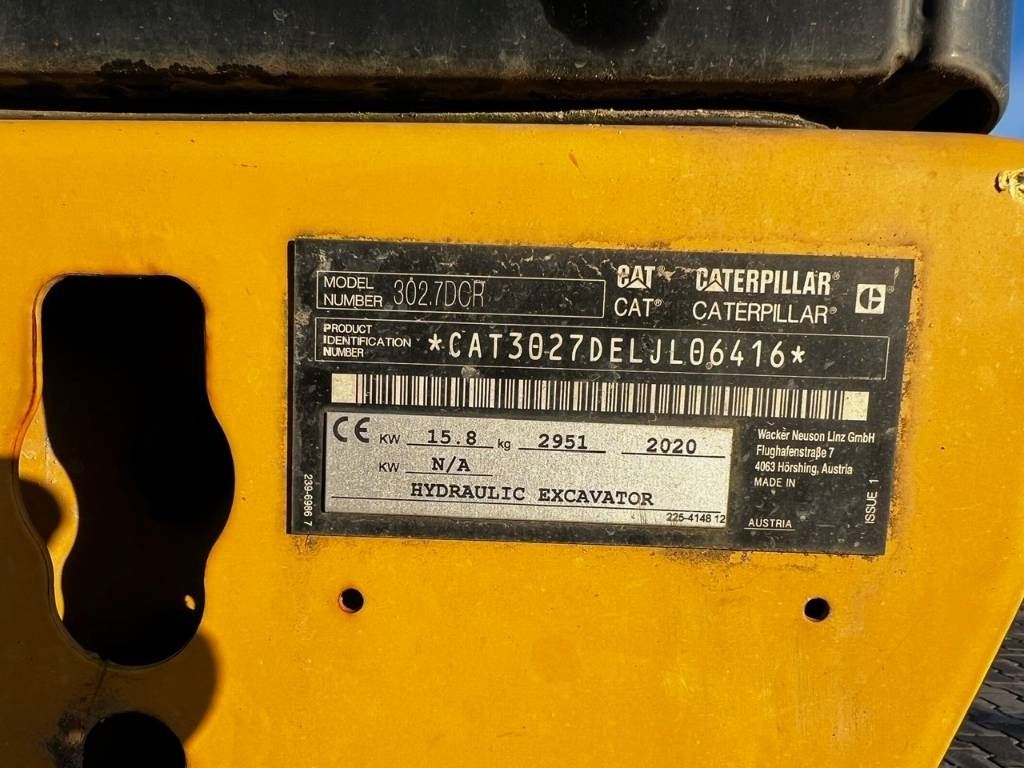 MODEL NUMBER 302.7DCR
CAT® CATERPILLAR®
CAT® CATERPILLAR®
PRODUCT IDENTIFICATION NUMBER *CAT3027DELJL06416*
CE KW 15.8 kg 2951 2020
KW N/A
HYDRAULIC EXCAVATOR
225-4148 12
Wacker Neuson Linz GmbH
Flughafenstraße 7
4063 Hörshing, Austria
MADE IN
AUSTRIA
ISSUE 1
239-6966 7